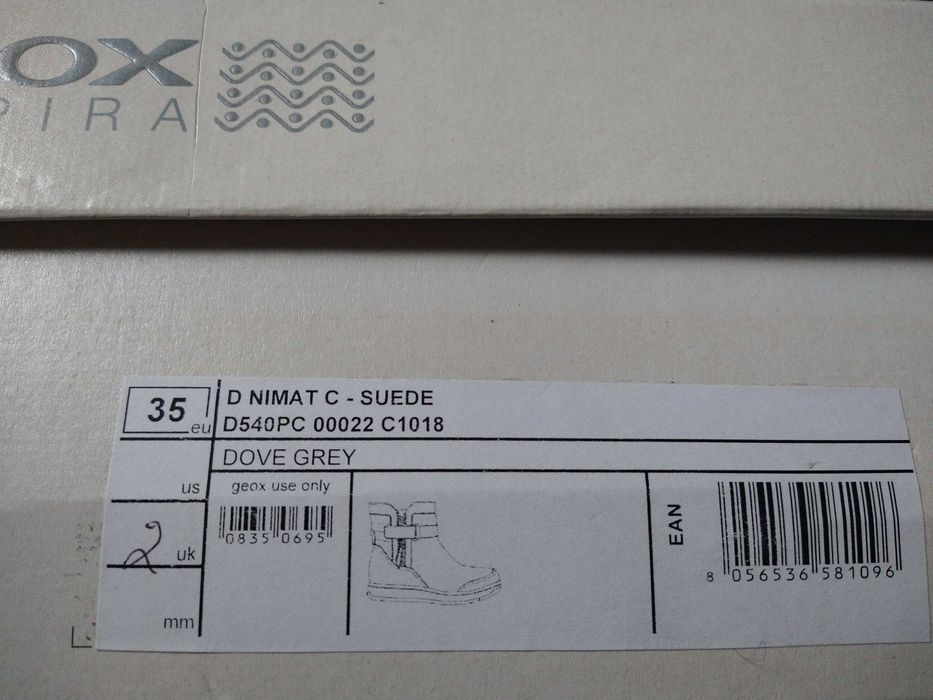 OX
PIRA
35 eu
D NIMAT C - SUEDE
D540PC 00022 C1018
DOVE GREY
us
geox use only
0835 0695
2 uk
EAN
8 056536 581096
mm